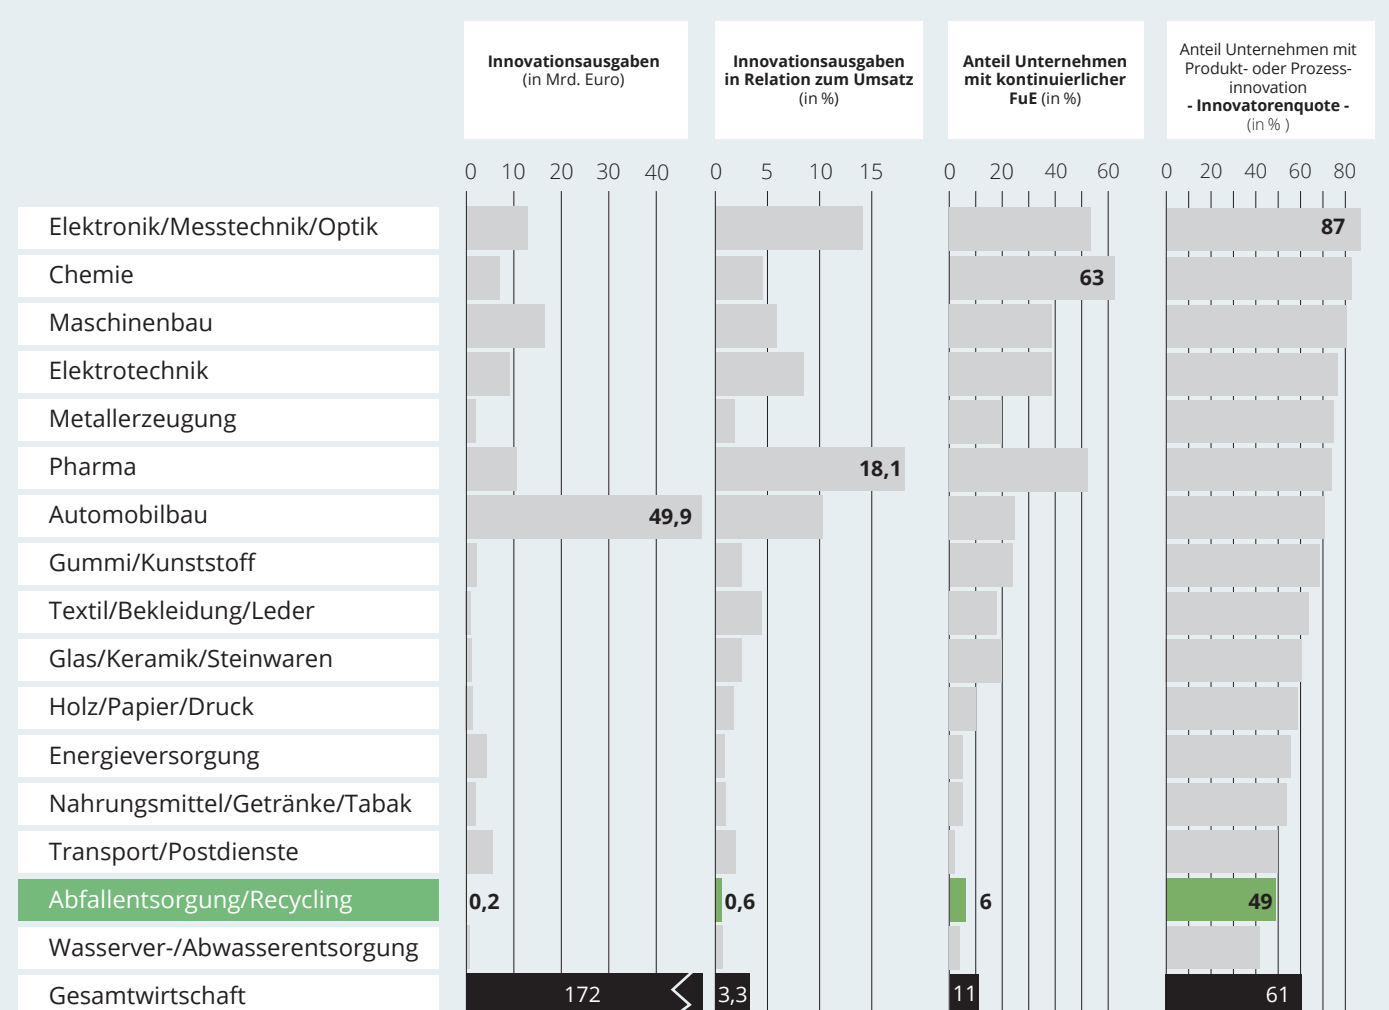 Innovationsausgaben
(in Mrd. Euro)
Innovationsausgaben
in Relation zum Umsatz
(in %)
Anteil Unternehmen
mit kontinuierlicher
FuE (in %)
Anteil Unternehmen mit
Produkt- oder Prozess-
innovation
- Innovatorenquote -
(in % )
0 10 20 30 40 0 5 10 15 0 20 40 60 0 20 40 60 80
Elektronik/Messtechnik/Optik 87
Chemie 63
Maschinenbau
Elektrotechnik
Metallerzeugung
Pharma 18,1
Automobilbau 49,9
Gummi/Kunststoff
Textil/Bekleidung/Leder
Glas/Keramik/Steinwaren
Holz/Papier/Druck
Energieversorgung
Nahrungsmittel/Getränke/Tabak
Transport/Postdienste
Abfallentsorgung/Recycling 0,2 0,6 6 49
Wasserver-/Abwasserentsorgung
Gesamtwirtschaft 172 3,3 11 61